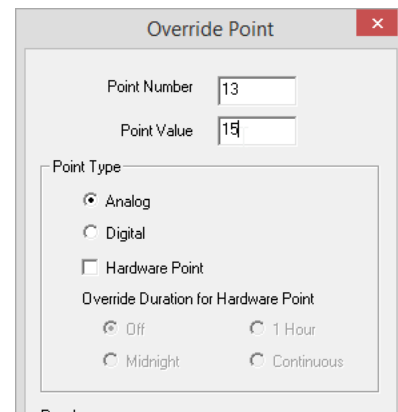 Override Point
Point Number 13
Point Value 15
Point Type
Analog
Digital
Hardware Point
Override Duration for Hardware Point
Off 1 Hour
Midnight Continuous